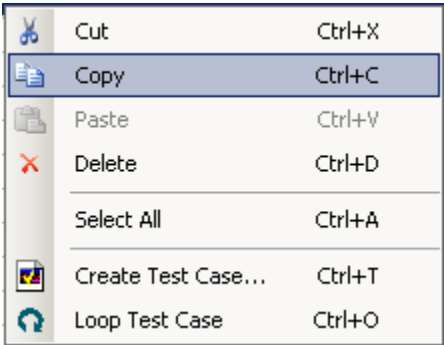 Cut Ctrl+X
Copy Ctrl+C
Paste Ctrl+V
Delete Ctrl+D
Select All Ctrl+A
Create Test Case... Ctrl+T
Loop Test Case Ctrl+O